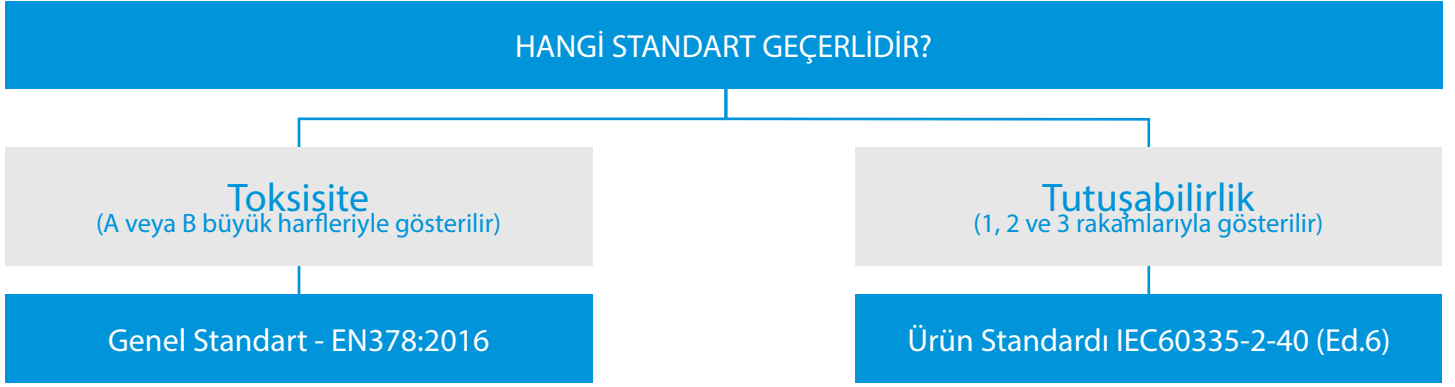 HANGİ STANDART GEÇERLİDİR?
Toksisite
(A veya B büyük harfleriyle gösterilir)
Genel Standart - EN378:2016
Tutuşabilirlik
(1, 2 ve 3 rakamlarıyla gösterilir)
Ürün Standardı IEC60335-2-40 (Ed.6)